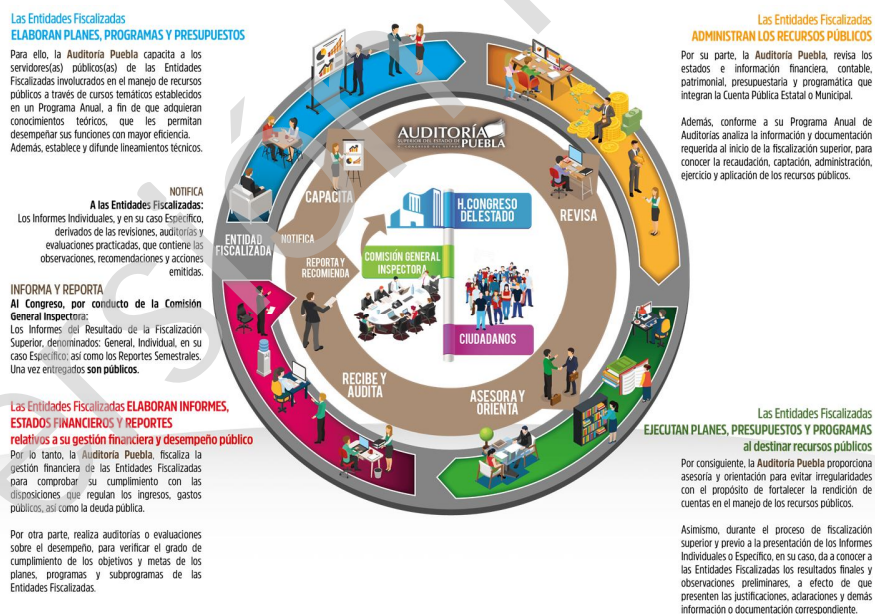 Las Entidades Fiscalizadas
ELABORAN PLANES, PROGRAMAS Y PRESUPUESTOS
Para ello, la Auditoría Puebla capacita a los
servidores(as) públicos(as) de las Entidades
Fiscalizadas involucrados en el manejo de recursos
públicos a través de cursos temáticos establecidos
en un Programa Anual, a fin de que adquieran
conocimientos teóricos, que les permitan
desempeñar sus funciones con mayor eficiencia.
Además, establece y difunde lineamientos técnicos.
NOTIFICA
A las Entidades Fiscalizadas:
Los Informes Individuales, y en su caso Específico,
derivados de las revisiones, auditorías y
evaluaciones practicadas, que contiene las
observaciones, recomendaciones y acciones
emitidas.
INFORMA Y REPORTA
Al Congreso, por conducto de la Comisión
General Inspectora:
Los Informes del Resultado de la Fiscalización
Superior, denominados: General, Individual, en su
caso Específico; así como los Reportes Semestrales.
Una vez entregados son públicos.
Las Entidades Fiscalizadas ELABORAN INFORMES,
ESTADOS FINANCIEROS Y REPORTES
relativos a su gestión financiera y desempeño público
Por lo tanto, la Auditoría Puebla, fiscaliza la
gestión financiera de las Entidades Fiscalizadas
para comprobar su cumplimiento con las
disposiciones que regulan los ingresos, gastos
públicos, así como la deuda pública.
Por otra parte, realiza auditorías o evaluaciones
sobre el desempeño, para verificar el grado de
cumplimiento de los objetivos y metas de los
planes, programas y subprogramas de las
Entidades Fiscalizadas.
AUDITORÍA
SUPERIOR DEL ESTADO DE PUEBLA
H. CONGRESO DEL ESTADO
CAPACITA
REVISA
ENTIDAD
FISCALIZADA
NOTIFICA
REPORTA Y
RECOMIENDA
H. CONGRESO
DEL ESTADO
COMISIÓN GENERAL
INSPECTORA
CIUDADANOS
RECIBE Y
AUDITA
ASESORA Y
ORIENTA
Las Entidades Fiscalizadas
ADMINISTRAN LOS RECURSOS PÚBLICOS
Por su parte, la Auditoría Puebla, revisa los
estados e información financiera, contable,
patrimonial, presupuestaria y programática que
integran la Cuenta Pública Estatal o Municipal.
Además, conforme a su Programa Anual de
Auditorías analiza la información y documentación
requerida al inicio de la fiscalización superior, para
conocer la recaudación, captación, administración,
ejercicio y aplicación de los recursos públicos.
Las Entidades Fiscalizadas
EJECUTAN PLANES, PRESUPUESTOS Y PROGRAMAS
al destinar recursos públicos
Por consiguiente, la Auditoría Puebla proporciona
asesoría y orientación para evitar irregularidades
con el propósito de fortalecer la rendición de
cuentas en el manejo de los recursos públicos.
Asimismo, durante el proceso de fiscalización
superior y previo a la presentación de los Informes
Individuales o Específico, en su caso, da a conocer a
las Entidades Fiscalizadas los resultados finales y
observaciones preliminares, a efecto de que
presenten las justificaciones, aclaraciones y demás
información o documentación correspondiente.